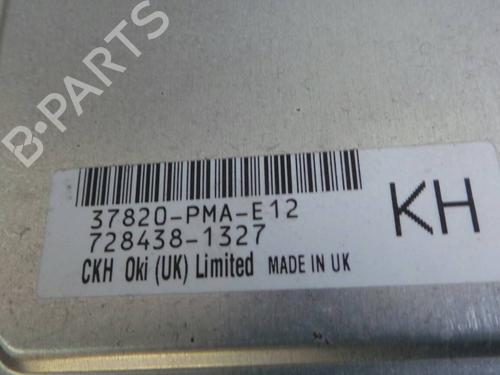 B-PARTS
37820-PMA-E12
728438-1327
CKH Oki (UK) Limited MADE IN UK
KH